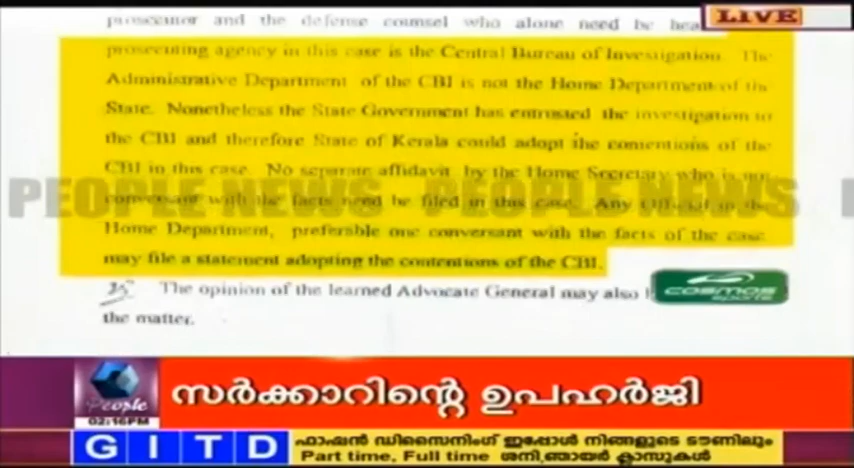 LIVE
prosecutor and the defense counsel who alone need be
prosecuting agency in this case is the Central Bureau of Investigation. The
Administrative Department of the CBI is not the Home Department of the
State. Nonetheless the State Government has entrusted the investigation to
the CBI and therefore State of Kerala could adopt the contentions of the
CBI in this case. No separate affidavit by the Home Secretary who is not
PEOPLE NEWS PEOPLE NEWS
conversant with the facts need be filed in this case. Any Official in the
Home Department, preferable one conversant with the facts of the case
may file a statement adopting the contentions of the CBI.
The opinion of the learned Advocate General may also
the matter.
cosmos
sports
People
02:16PM
സർക്കാറിന്റെ ഉപഹർജി
GITD
ഫാഷൻ ഡിസൈനിംഗ് ഇപ്പോൾ നിങ്ങളുടെ ടൗണിലും
Part time, Full time ശനി,ഞായർ ക്ലാസുകൾ